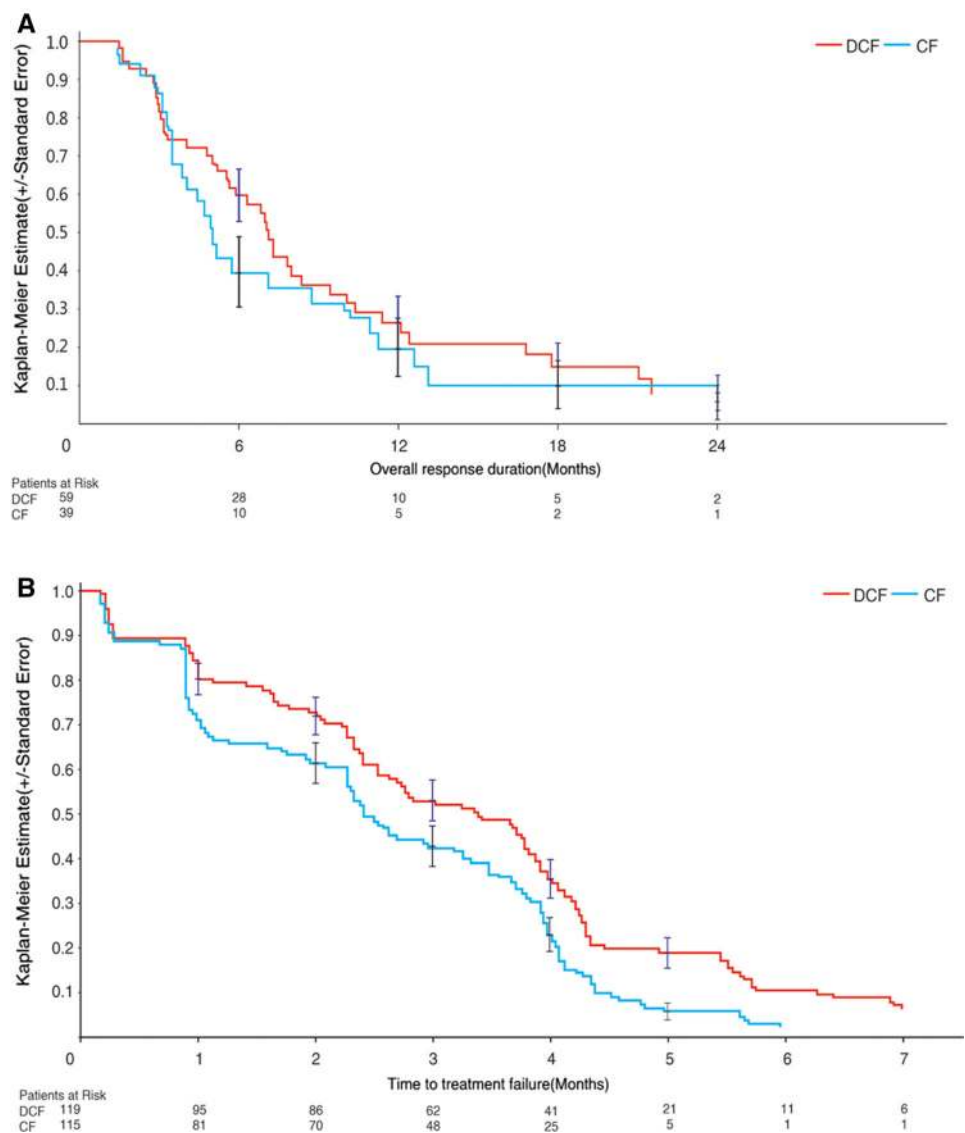 A
DCF CF
Kaplan-Meier Estimate(+/-Standard Error)
1.0
0.9
0.8
0.7
0.6
0.5
0.4
0.3
0.2
0.1
0 6 12 18 24
Overall response duration(Months)
Patients at Risk
DCF 59 28 10 5 2
CF 39 10 5 2 1
B
DCF CF
Kaplan-Meier Estimate(+/-Standard Error)
1.0
0.9
0.8
0.7
0.6
0.5
0.4
0.3
0.2
0.1
0 1 2 3 4 5 6 7
Time to treatment failure(Months)
Patients at Risk
DCF 119 95 86 62 41 21 11 6
CF 115 81 70 48 25 5 1 1